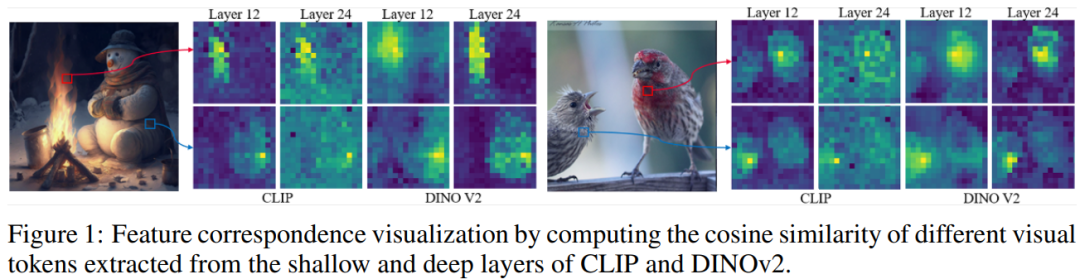 Layer 12 Layer 24 Layer 12 Layer 24 Layer 12 Layer 24 Layer 12 Layer 24
CLIP DINO V2 CLIP DINO V2
Figure 1: Feature correspondence visualization by computing the cosine similarity of different visual
tokens extracted from the shallow and deep layers of CLIP and DINOv2.